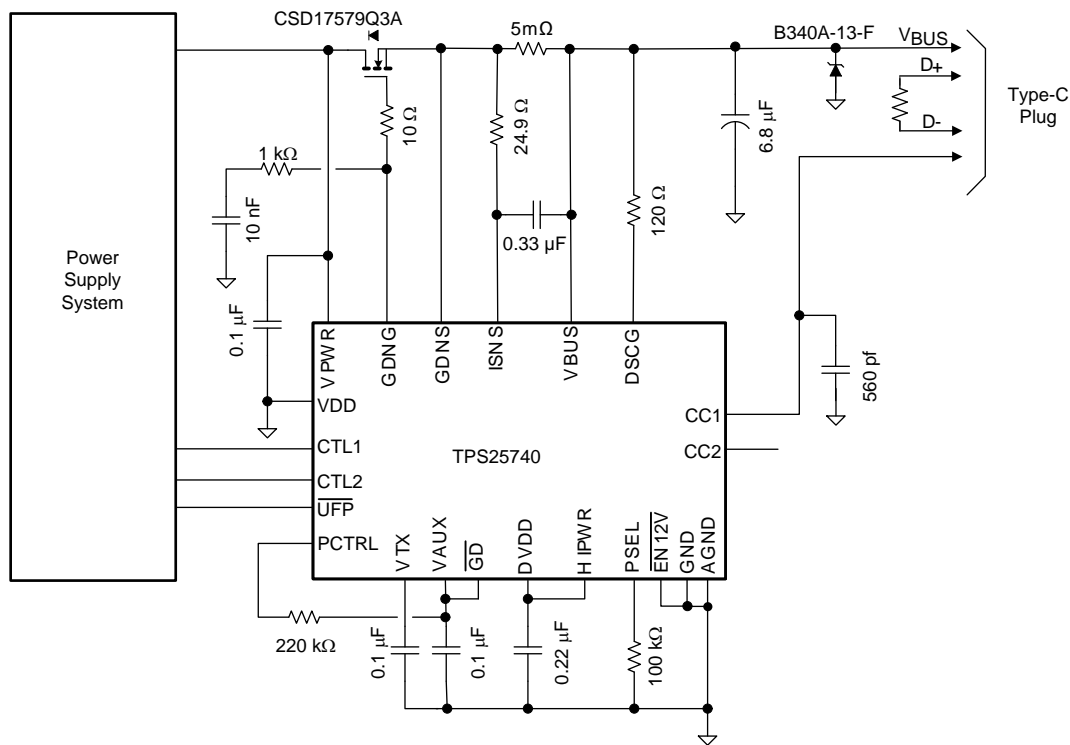 CSD17579Q3A
5mΩ
B340A-13-F
VBUS
D+
D-
Type-C
Plug
10 Ω
24.9 Ω
6.8 µF
1 kΩ
10 nF
0.33 µF
120 Ω
Power
Supply
System
0.1 µF
VPWR
GDNG
GDNS
ISNS
VBUS
DSCG
560 pf
VDD
CC1
CTL1
TPS25740
CC2
CTL2
UFP
PCTRL
VTX
VAUX
GD
DVDD
HIPWR
PSEL
EN12V
GND
AGND
220 kΩ
0.1 µF
0.1 µF
0.22 µF
100 kΩ